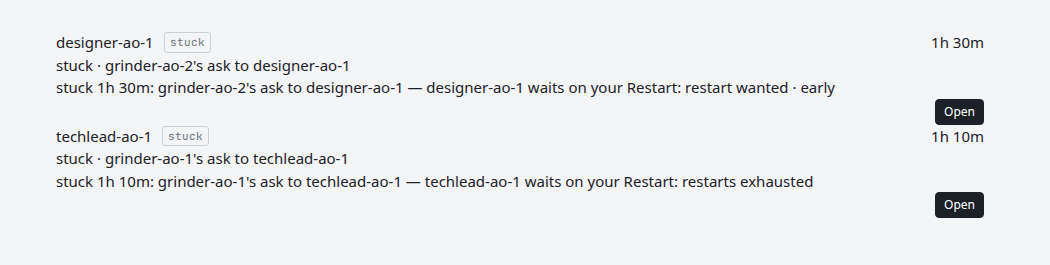 designer-ao-1 stuck 1h 30m
stuck · grinder-ao-2's ask to designer-ao-1
stuck 1h 30m: grinder-ao-2's ask to designer-ao-1 — designer-ao-1 waits on your Restart: restart wanted · early
Open
techlead-ao-1 stuck 1h 10m
stuck · grinder-ao-1's ask to techlead-ao-1
stuck 1h 10m: grinder-ao-1's ask to techlead-ao-1 — techlead-ao-1 waits on your Restart: restarts exhausted
Open